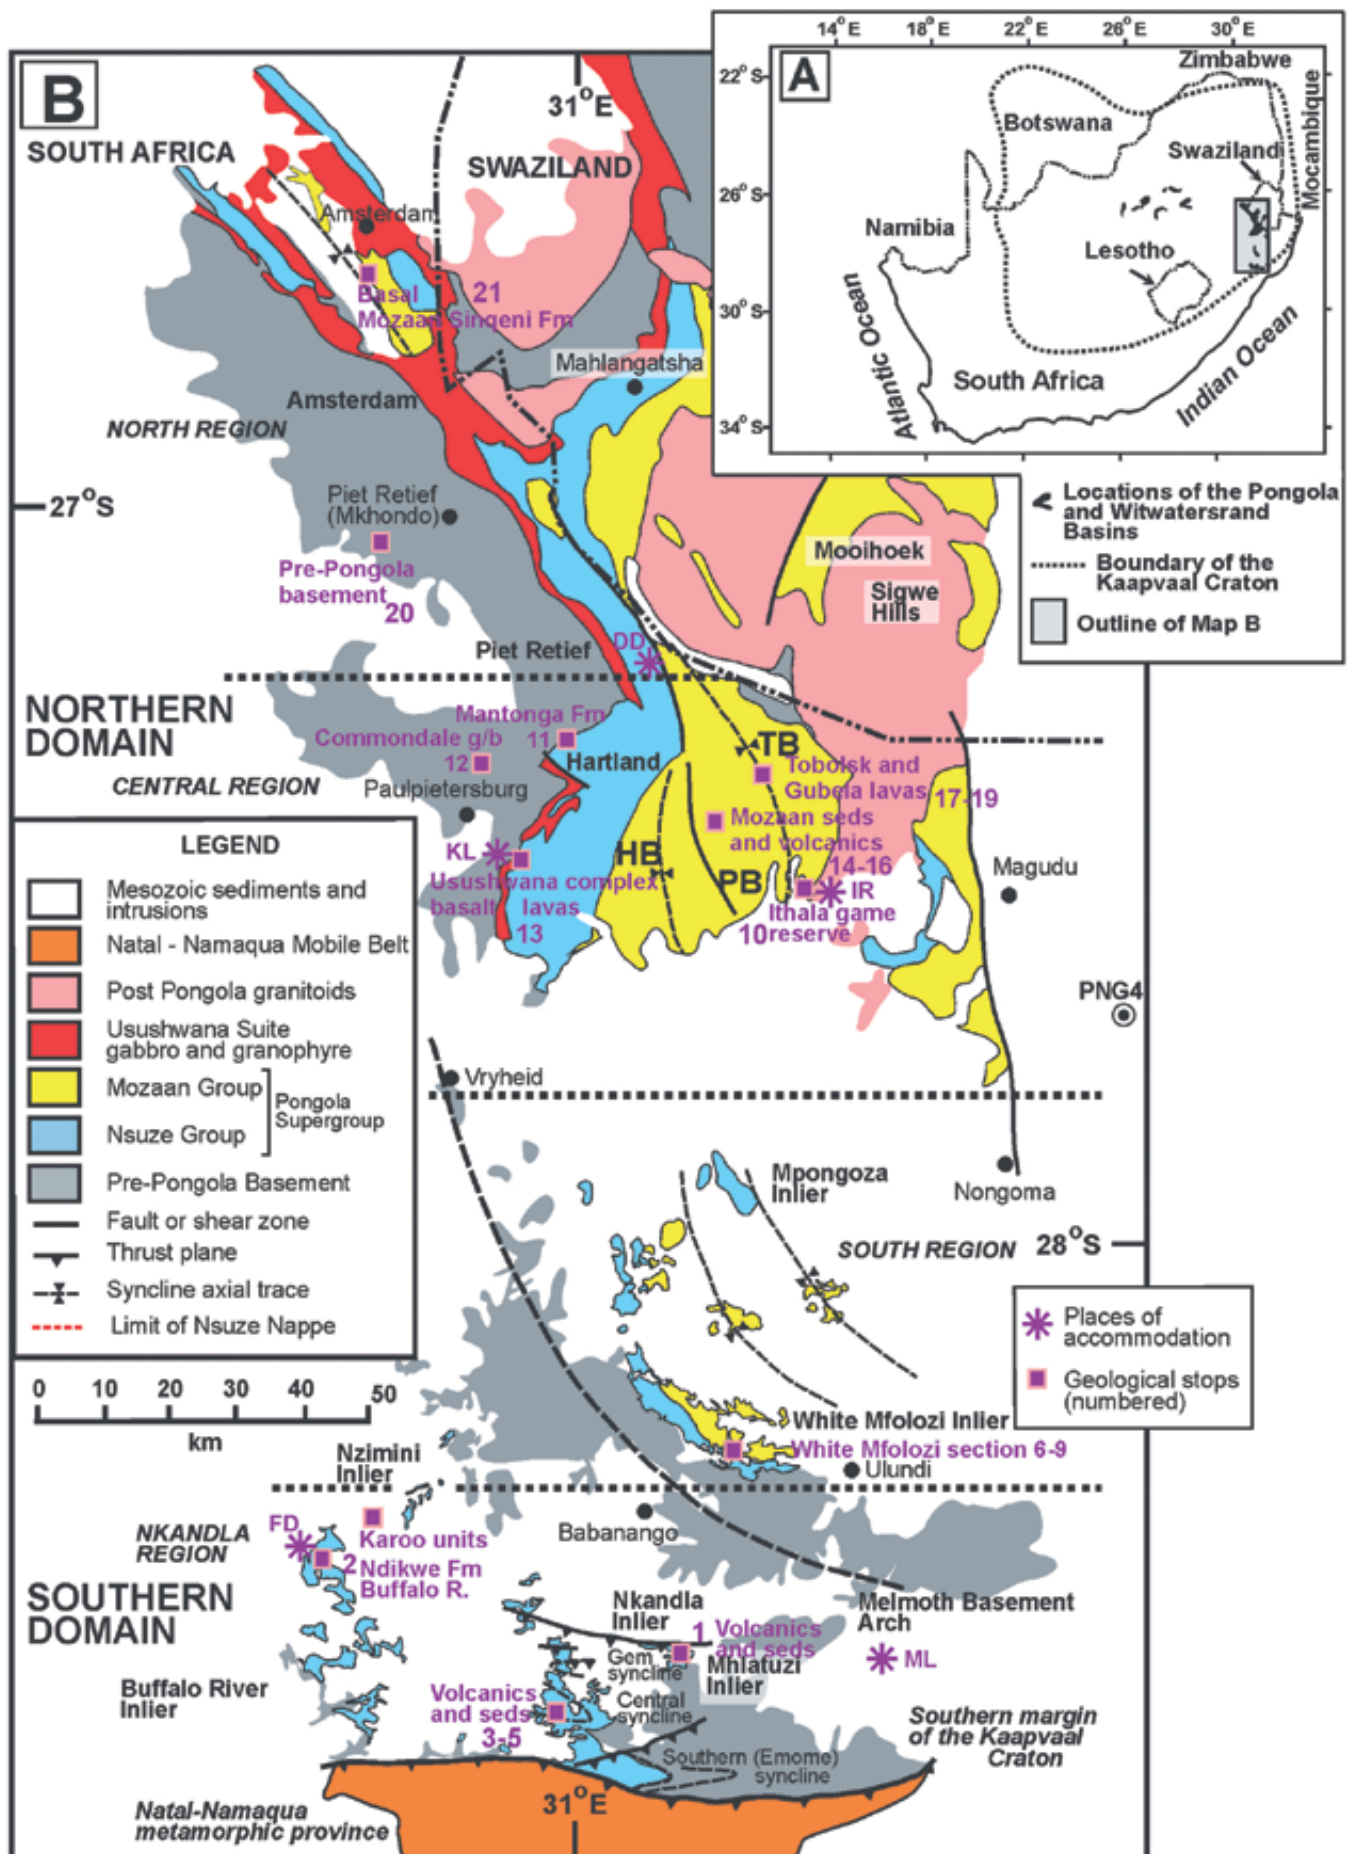 14°E 18°E 22°E 26°E 30°E
A
22°S
26°S
30°S
34°S
Zimbabwe
Botswana
Mocambique
Swaziland
Namibia
Lesotho
Atlantic Ocean
South Africa
Indian Ocean
Locations of the Pongola
and Witwatersrand
Basins
Boundary of the
Kaapvaal Craton
Outline of Map B
B
31°E
SOUTH AFRICA
SWAZILAND
Amsterdam
Basal
Mozaan Sinqeni Fm
21
Mahlangatsha
Amsterdam
NORTH REGION
27°S
Piet Retief
(Mkhondo)
Pre-Pongola
basement
20
Mooihoek
Sigwe
Hills
Piet Retief
DD
NORTHERN
DOMAIN
Mantonga Fm
11
Commondale g/b
12
Hartland
TB
CENTRAL REGION
Paulpietersburg
Tobolsk and
Gubela lavas 17-19
Mozaan seds
and volcanics
14-16
HB
PB
KL
IR
Magudu
Usushwana complex
basalt lavas
13
Ithala game
10 reserve
PNG4
LEGEND
Mesozoic sediments and
intrusions
Natal - Namaqua Mobile Belt
Post Pongola granitoids
Usushwana Suite
gabbro and granophyre
Mozaan Group
Pongola
Supergroup
Nsuze Group
Pre-Pongola Basement
Fault or shear zone
Thrust plane
Syncline axial trace
Limit of Nsuze Nappe
0 10 20 30 40 50
km
Vryheid
Mpongoza
Inlier
Nongoma
SOUTH REGION
28°S
Places of
accommodation
Geological stops
(numbered)
White Mfolozi Inlier
White Mfolozi section 6-9
Ulundi
Nzimini
Inlier
Babanango
NKANDLA
REGION
FD
Karoo units
2 Ndikwe Fm
Buffalo R.
SOUTHERN
DOMAIN
Nkandla
Inlier
Melmoth Basement
Arch
1 Volcanics
and seds
ML
Gem
syncline
Mhlatuzi
Inlier
Buffalo River
Inlier
Volcanics
and seds
3-5
Central
syncline
Southern margin
of the Kaapvaal
Craton
Southern (Emome)
syncline
31°E
Natal-Namaqua
metamorphic province